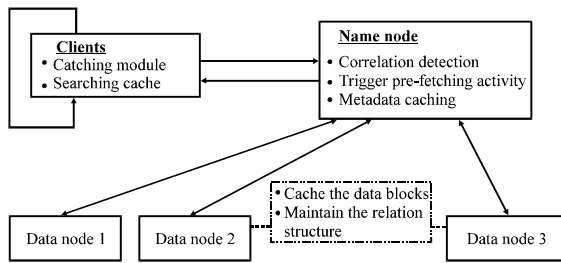 Clients
• Catching module
• Searching cache
Name node
• Correlation detection
• Trigger pre-fetching activity
• Metadata caching
• Cache the data blocks
• Maintain the relation
structure
Data node 1
Data node 2
Data node 3